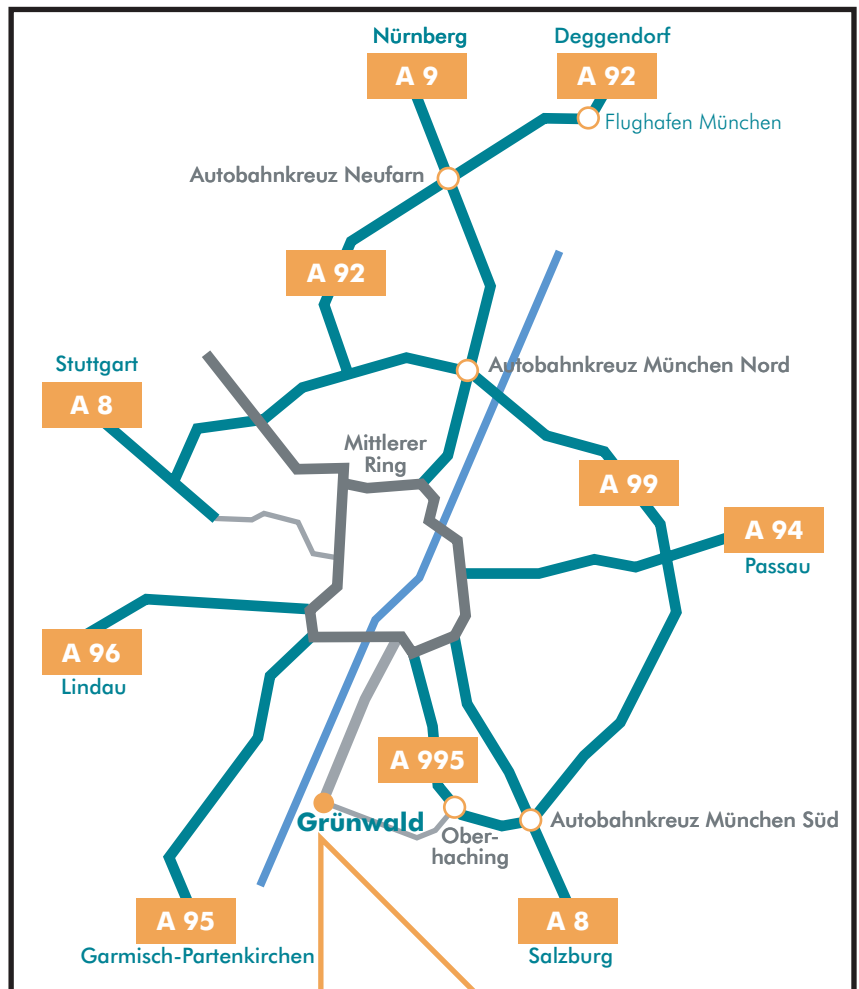 Nürnberg
Deggendorf
A 9
A 92
Flughafen München
Autobahnkreuz Neufarn
A 92
Stuttgart
Autobahnkreuz München Nord
A 8
Mittlerer
Ring
A 99
A 94
Passau
A 96
Lindau
A 995
Grünwald
Autobahnkreuz München Süd
Ober-
haching
A 95
A 8
Garmisch-Partenkirchen
Salzburg